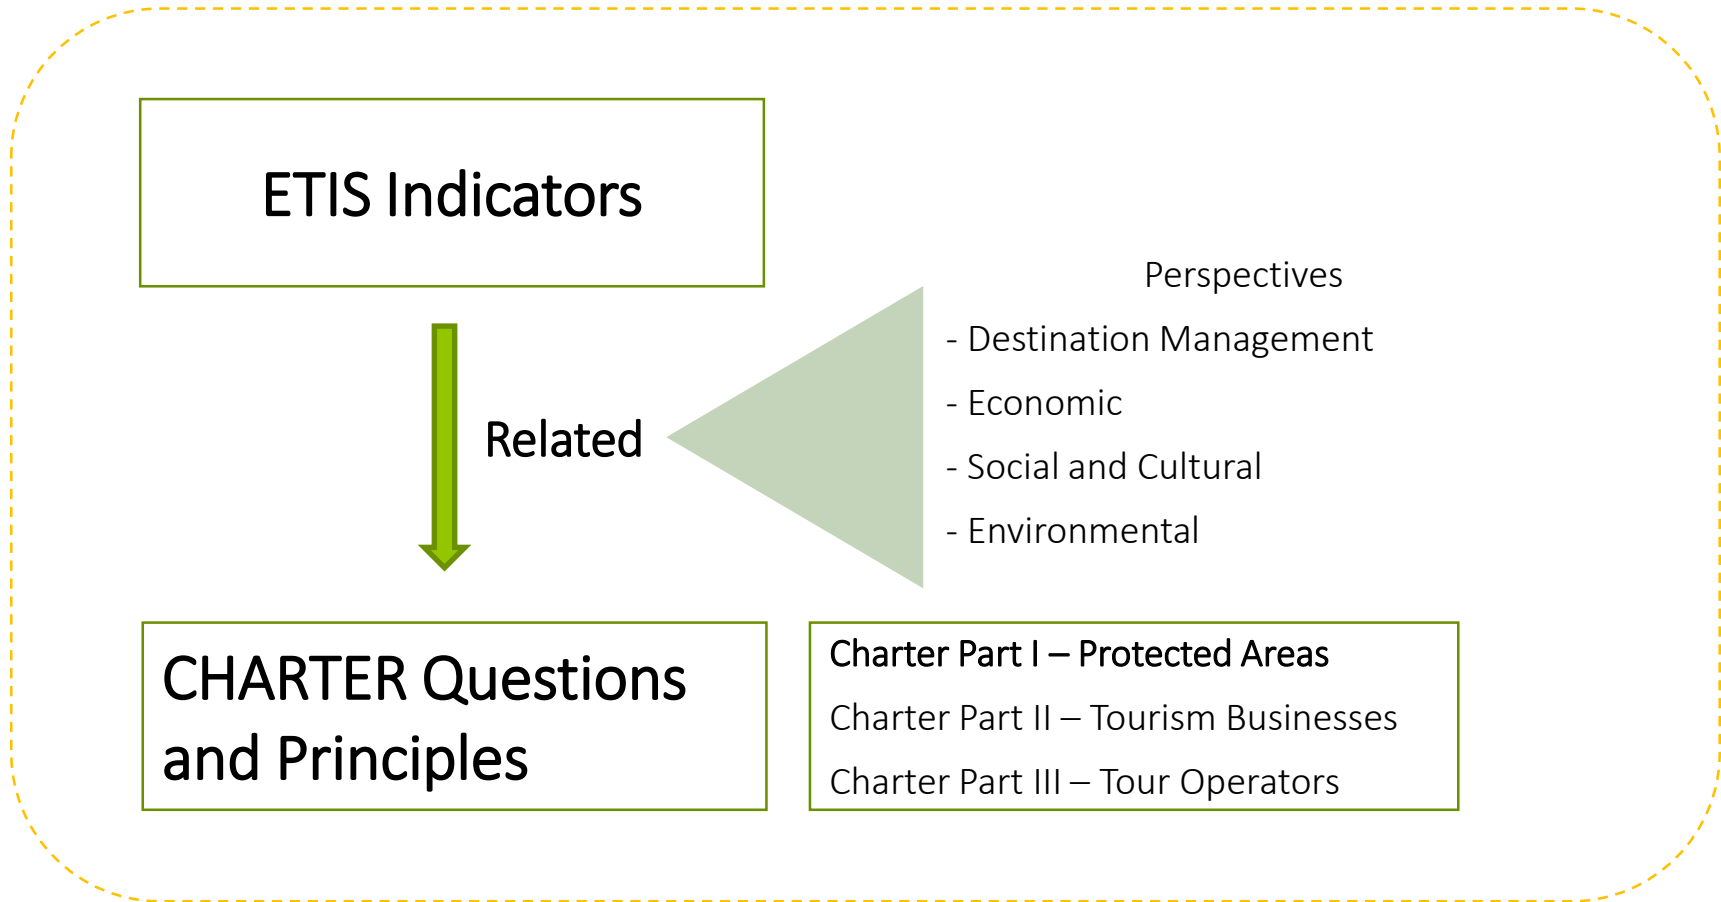 ETIS Indicators
Perspectives
- Destination Management
- Economic
- Social and Cultural
- Environmental
Related
CHARTER Questions
and Principles
Charter Part I – Protected Areas
Charter Part II – Tourism Businesses
Charter Part III – Tour Operators